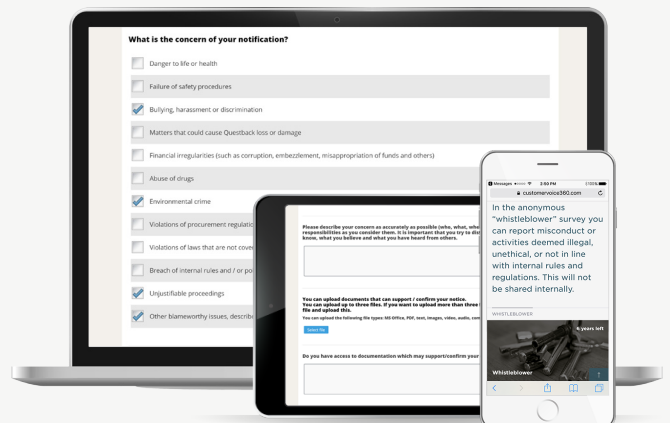 What is the concern of your notification?
Danger to life or health
Failure of safety procedures
Bullying, harassment or discrimination
Matters that could cause Questback loss or damage
Financial irregularities (such as corruption, embezzlement, misappropriation of funds and others)
Abuse of drugs
Environmental crime
Violations of procurement
Violations of laws that are not
Breach of internal rules and / or
Unjustifiable proceedings
Other blameworthy issues,
Please describe your concern as accurately as possible (who, what,
responsibilities as you consider them. It is important that you try to
know, what you believe and what you have heard from others.
You can upload documents that can support / confirm your notice.
You can upload up to three files. If you want to upload more than three
file and upload this.
You can upload the following file types: MS Office, PDF, text, images, video, audio,
Select file
Do you have access to documentation which may support/confirm your
Messages
3:50 PM
100%
customervoice360.com
In the anonymous
“whistleblower” survey you
can report misconduct or
activities deemed illegal,
unethical, or not in line
with internal rules and
regulations. This will not
be shared internally.
WHISTLEBLOWER
6 years left
Whistleblower